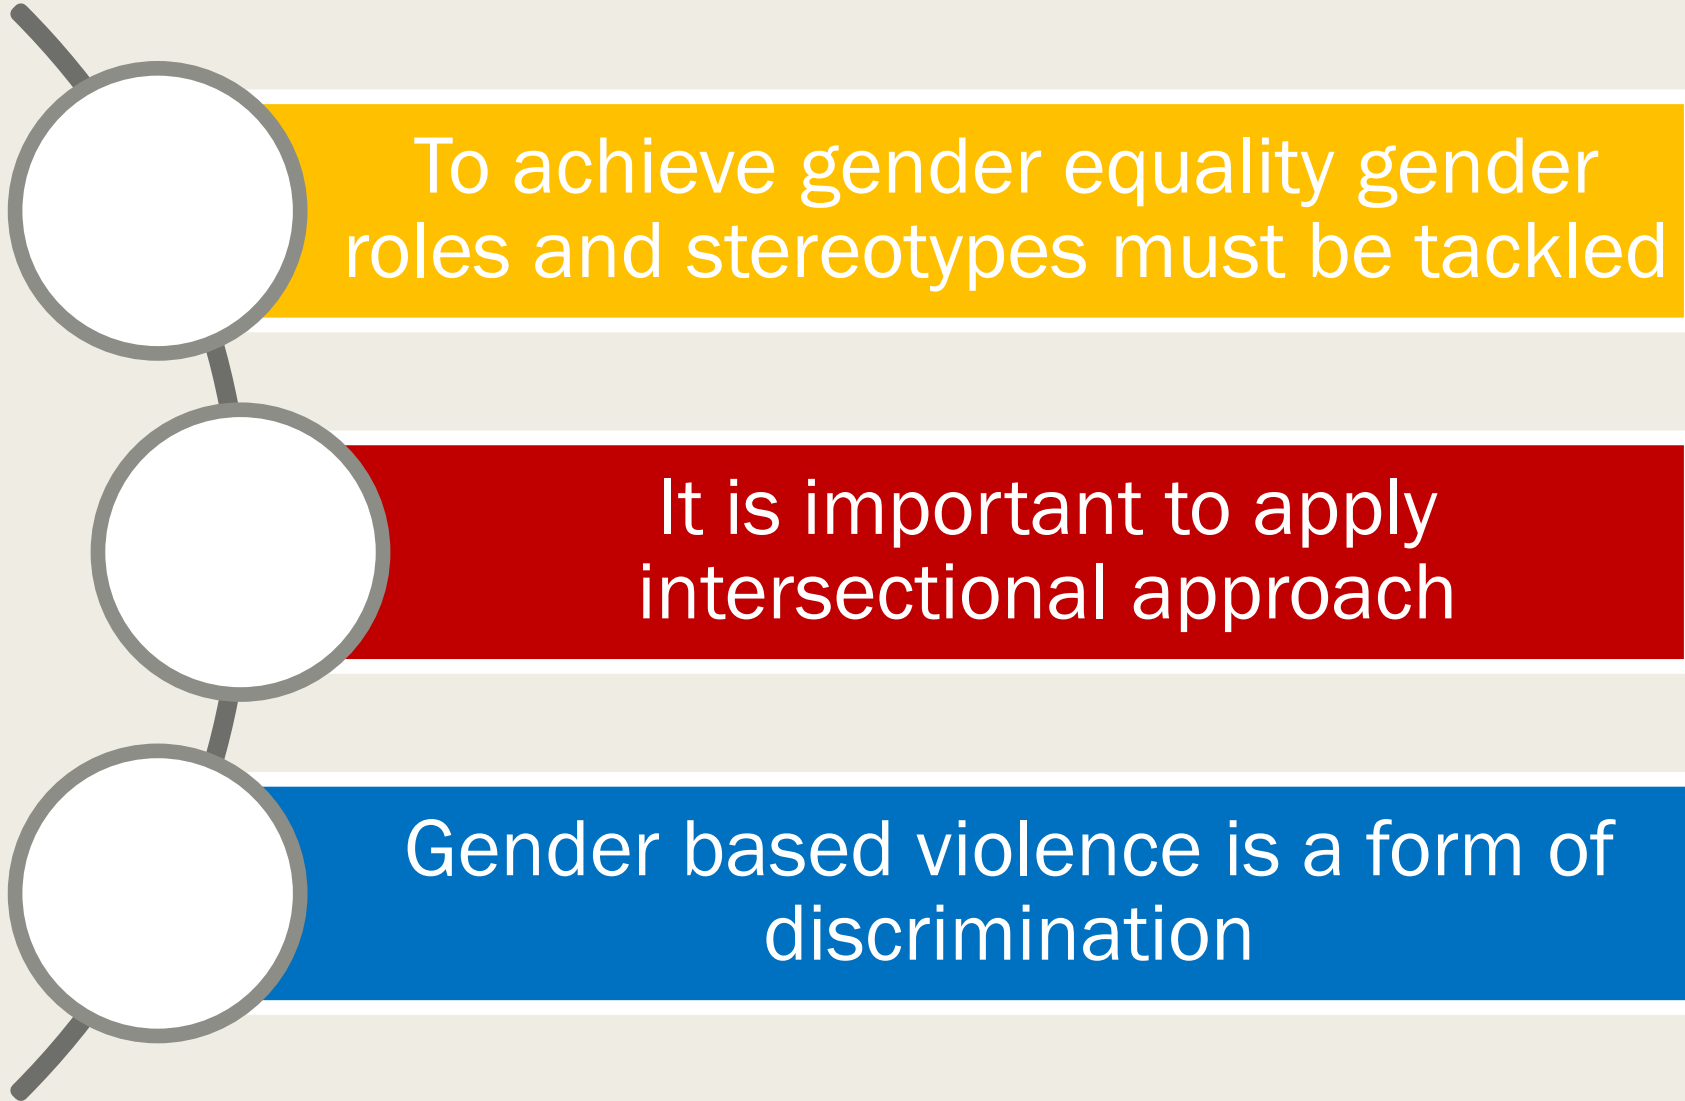 To achieve gender equality gender
roles and stereotypes must be tackled
It is important to apply
intersectional approach
Gender based violence is a form of
discrimination